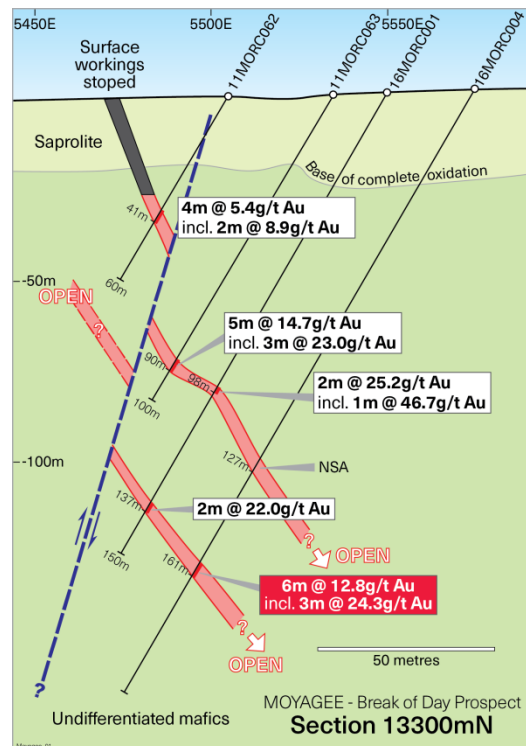 5450E
5500E
5550E
11MORC062
11MORC063
16MORC001
16MORC004
Surface
workings
stoped
Saprolite
Base of complete oxidation
41m
4m @ 5.4g/t Au
incl. 2m @ 8.9g/t Au
60m
-50m
OPEN
?
5m @ 14.7g/t Au
incl. 3m @ 23.0g/t Au
90m
98m
2m @ 25.2g/t Au
incl. 1m @ 46.7g/t Au
100m
-100m
127m
NSA
137m
2m @ 22.0g/t Au
?
OPEN
150m
161m
6m @ 12.8g/t Au
incl. 3m @ 24.3g/t Au
?
OPEN
50 metres
?
Undifferentiated mafics
MOYAGEE - Break of Day Prospect
Section 13300mN